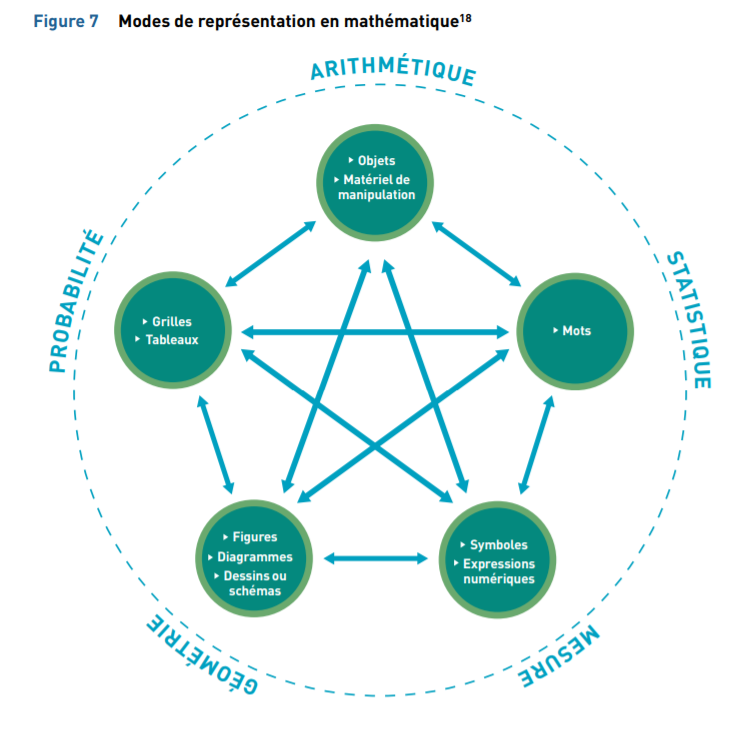 Figure 7 Modes de représentation en mathématique¹⁸
ARITHMÉTIQUE
‣ Objets
‣ Matériel de
manipulation
PROBABILITÉ
STATISTIQUE
‣ Grilles
‣ Tableaux
‣ Mots
‣ Figures
‣ Diagrammes
‣ Dessins ou
schémas
‣ Symboles
‣ Expressions
numériques
GÉOMÉTRIE
MESURE